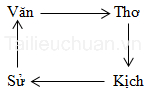 Văn Thơ
Tailieuchuan.vn
Sử Kịch